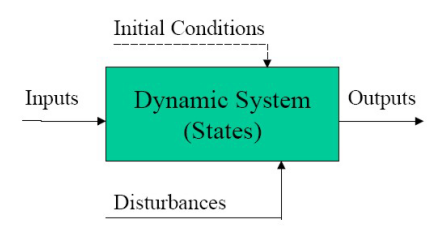 Initial Conditions
Inputs
Dynamic System
(States)
Outputs
Disturbances